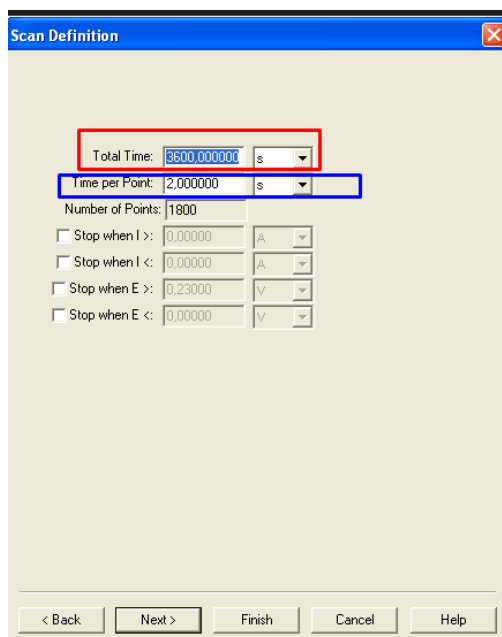 Scan Definition
Total Time: 3600,000000 s
Time per Point: 2,000000 s
Number of Points: 1800
Stop when I >: 0,00000 A
Stop when I <: 0,00000 A
Stop when E >: 0,23000 V
Stop when E <: 0,00000 V
< Back Next > Finish Cancel Help